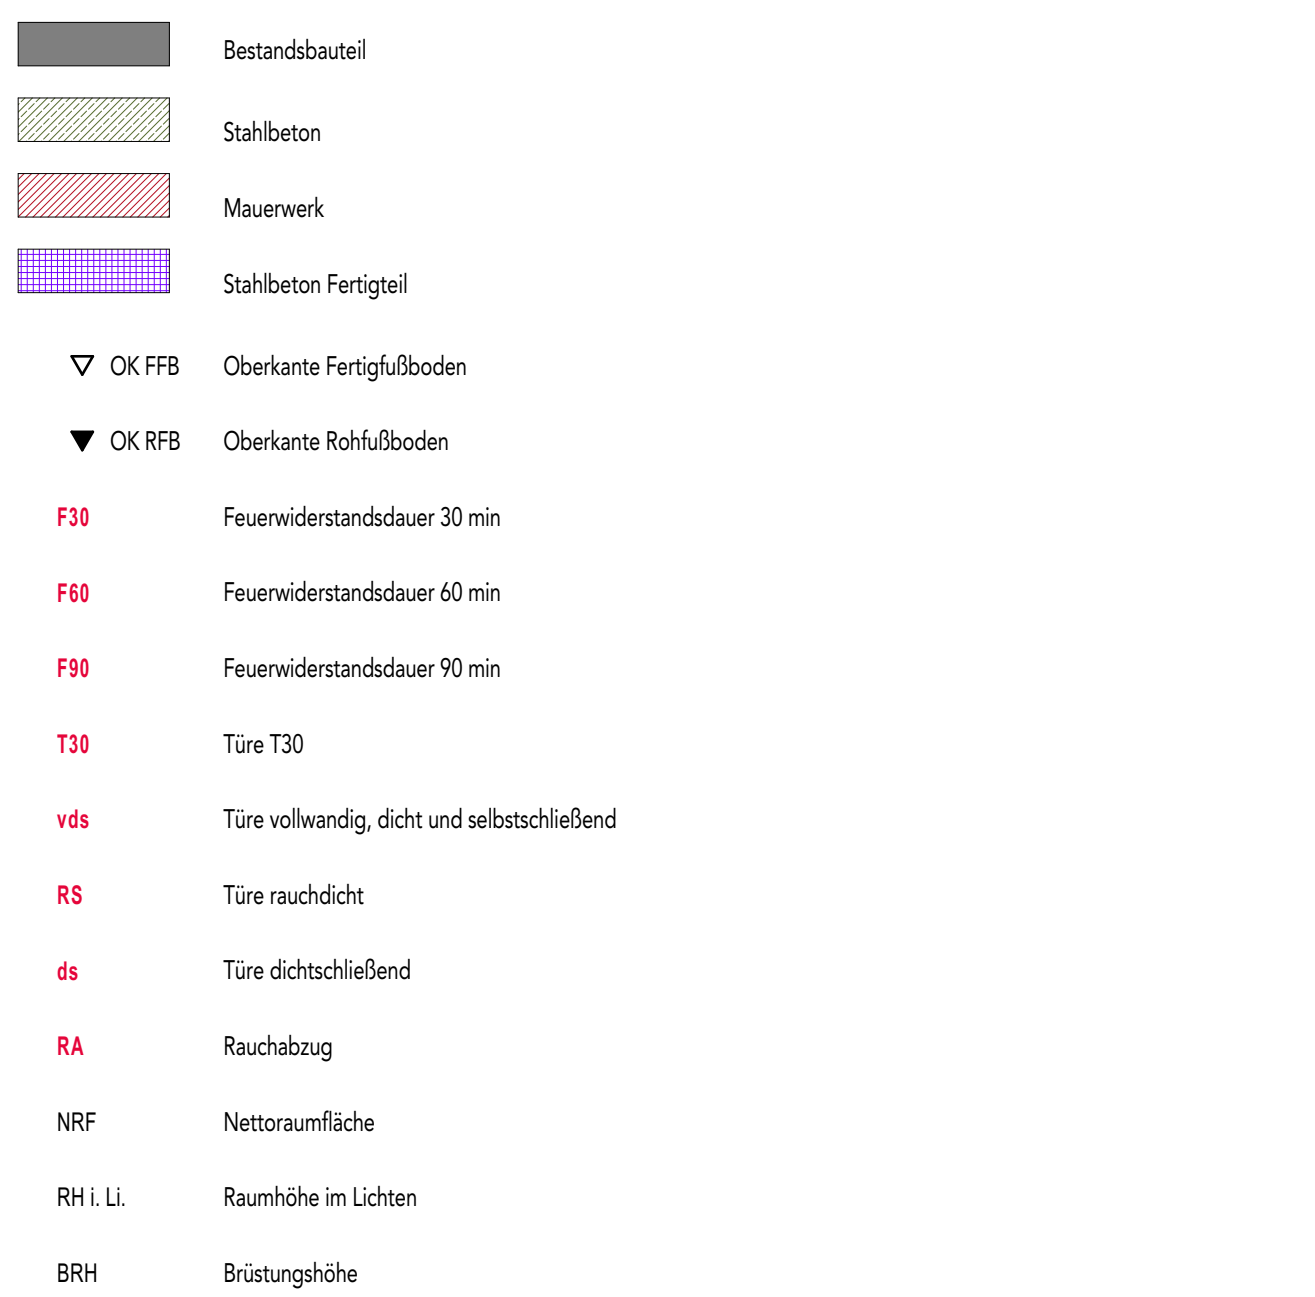 Bestandsbauteil
Stahlbeton
Mauerwerk
Stahlbeton Fertigteil
OK FFB Oberkante Fertigfußboden
OK RFB Oberkante Rohfußboden
F30 Feuerwiderstandsdauer 30 min
F60 Feuerwiderstandsdauer 60 min
F90 Feuerwiderstandsdauer 90 min
T30 Türe T30
vds Türe vollwandig, dicht und selbstschließend
RS Türe rauchdicht
ds Türe dichtschließend
RA Rauchabzug
NRF Nettoraumfläche
RH i. Li. Raumhöhe im Lichten
BRH Brüstungshöhe